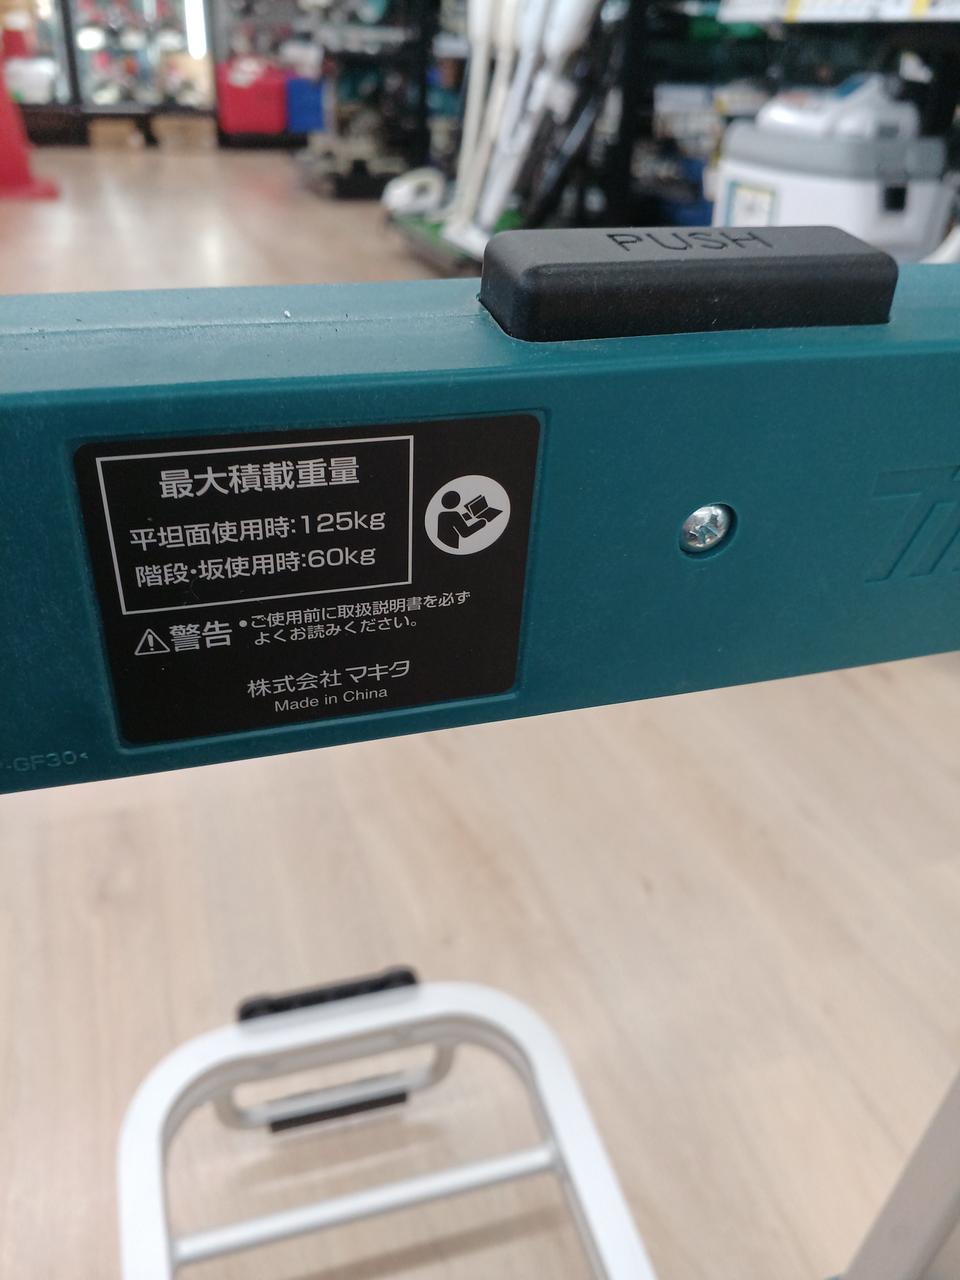 PUSH
最大積載重量
平坦面使用時:125kg
階段・坂使用時:60kg
警告 •ご使用前に取扱説明書を必ず
よくお読みください。
株式会社マキタ
Made in China
-GF30<